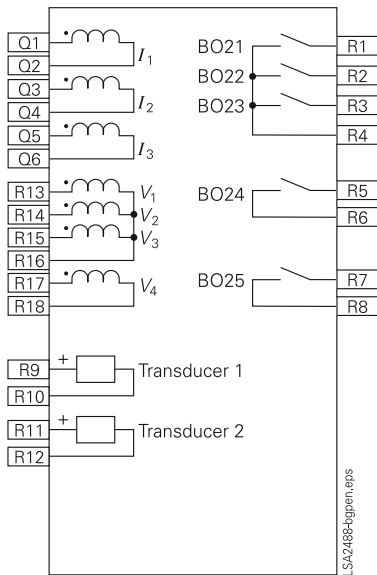 Q1
Q2
I1
Q3
Q4
I2
Q5
Q6
I3
R13
V1
R14
V2
R15
V3
R16
R17
V4
R18
R9
+
Transducer 1
R10
R11
+
Transducer 2
R12
BO21
R1
BO22
R2
BO23
R3
R4
BO24
R5
R6
BO25
R7
R8
LSA2488-bgpen.eps